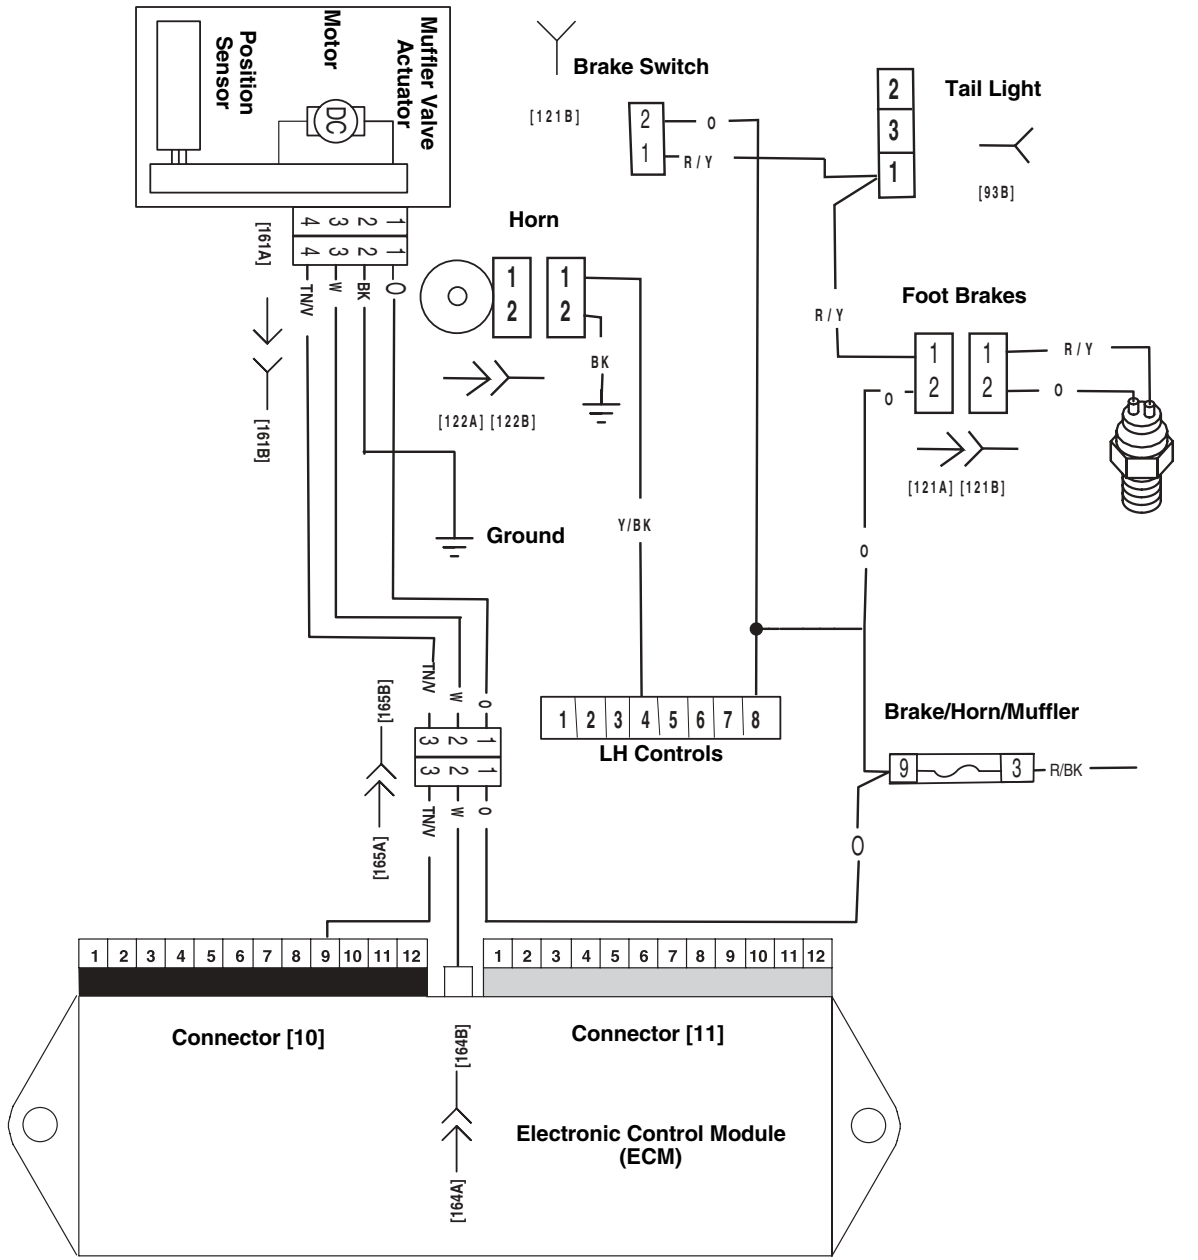 Muffler Valve
Actuator
Motor
DC
Position
Sensor
[121B]
Brake Switch
2
1
O
R / Y
2
3
1
Tail Light
[93B]
4 3 2 1
4 3 2 1
[161A]
[161B]
TN/V
W
BK
O
Horn
1
2
1
2
BK
[122A] [122B]
Ground
Y/BK
R / Y
Foot Brakes
1
2
1
2
R / Y
O
O
[121A] [121B]
O
1 2 3 4 5 6 7 8
LH Controls
Brake/Horn/Muffler
9
3
R/BK
O
[165B]
[165A]
TN/V
W
O
3 2 1
3 2 1
TN/V
W
O
1 2 3 4 5 6 7 8 9 10 11 12
1 2 3 4 5 6 7 8 9 10 11 12
Connector [10]
Connector [11]
[164B]
[164A]
Electronic Control Module
(ECM)